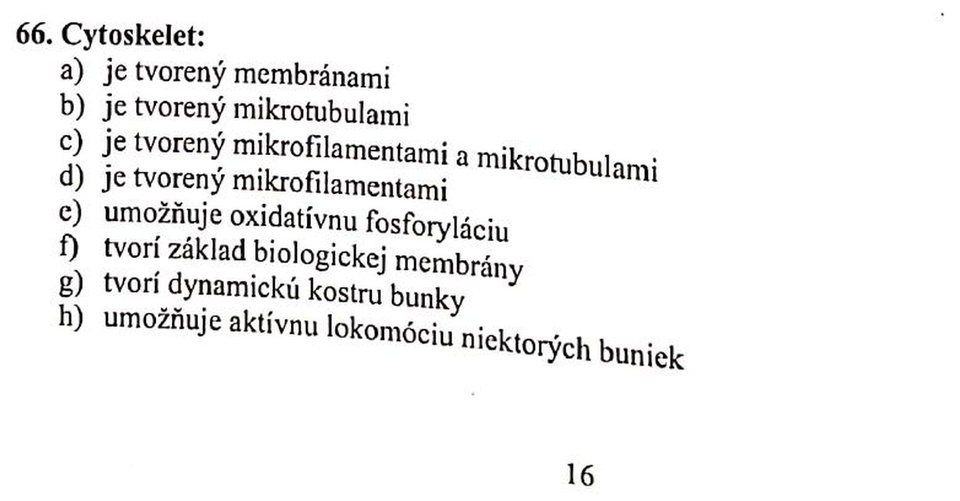 66. Cytoskelet:
a) je tvorený membránami
b) je tvorený mikrotubulami
c) je tvorený mikrofilamentami a mikrotubulami
d) je tvorený mikrofilamentami
e) umožňuje oxidatívnu fosforyláciu
f) tvorí základ biologickej membrány
g) tvorí dynamickú kostru bunky
h) umožňuje aktívnu lokomóciu niektorých buniek
16